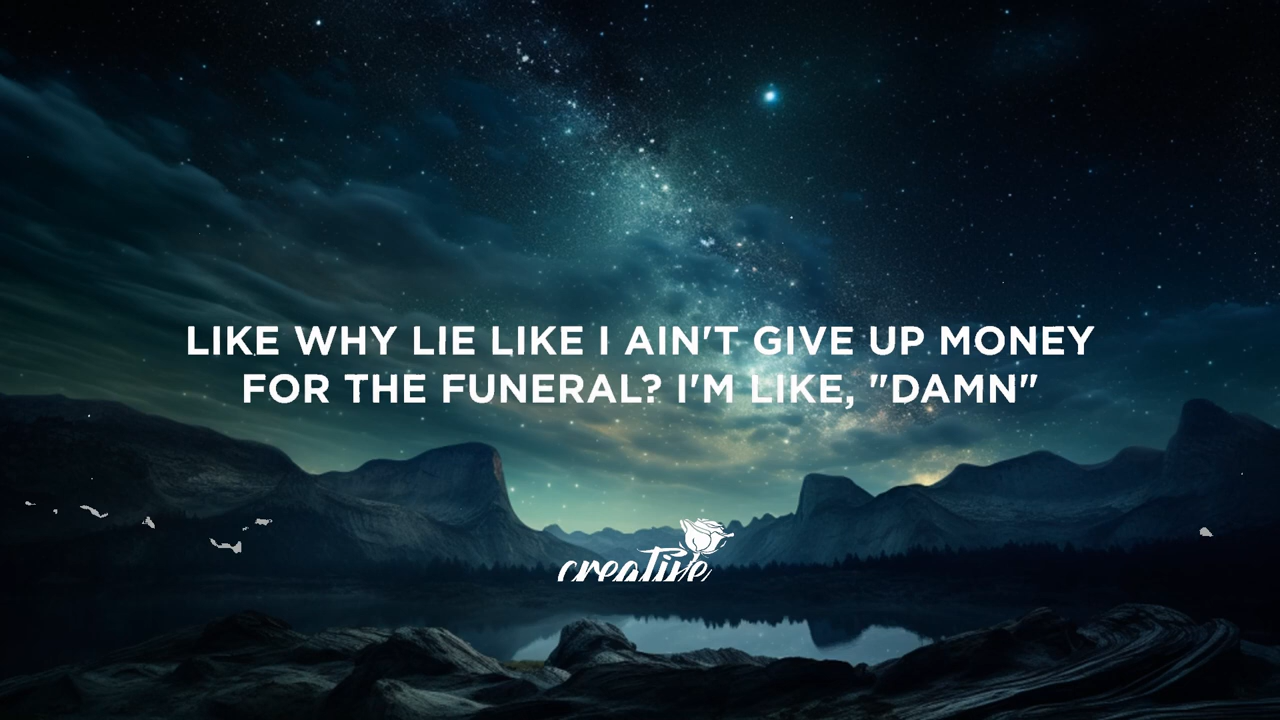 LIKE WHY LIE LIKE I AIN'T GIVE UP MONEY
FOR THE FUNERAL? I'M LIKE, "DAMN"
creative